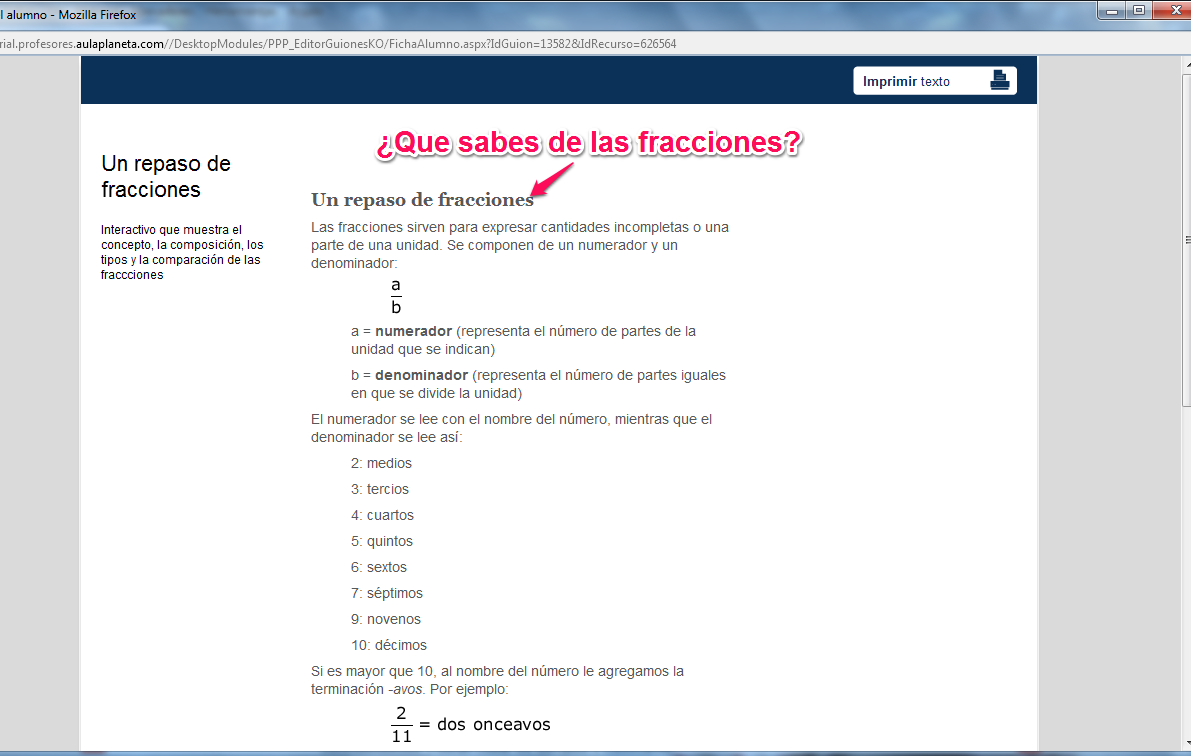 l alumno - Mozilla Firefox
rial.profesores.aulaplaneta.com//DesktopModules/PPP_EditorGuionesKO/FichaAlumno.aspx?IdGuion=13582&IdRecurso=626564
Imprimir texto
¿Que sabes de las fracciones?
Un repaso de
fracciones
Interactivo que muestra el
concepto, la composición, los
tipos y la comparación de las
fraccciones
Un repaso de fracciones
Las fracciones sirven para expresar cantidades incompletas o una
parte de una unidad. Se componen de un numerador y un
denominador:
a
b
a = numerador (representa el número de partes de la
unidad que se indican)
b = denominador (representa el número de partes iguales
en que se divide la unidad)
El numerador se lee con el nombre del número, mientras que el
denominador se lee así:
2: medios
3: tercios
4: cuartos
5: quintos
6: sextos
7: séptimos
9: novenos
10: décimos
Si es mayor que 10, al nombre del número le agregamos la
terminación -avos. Por ejemplo:
2
11 = dos onceavos